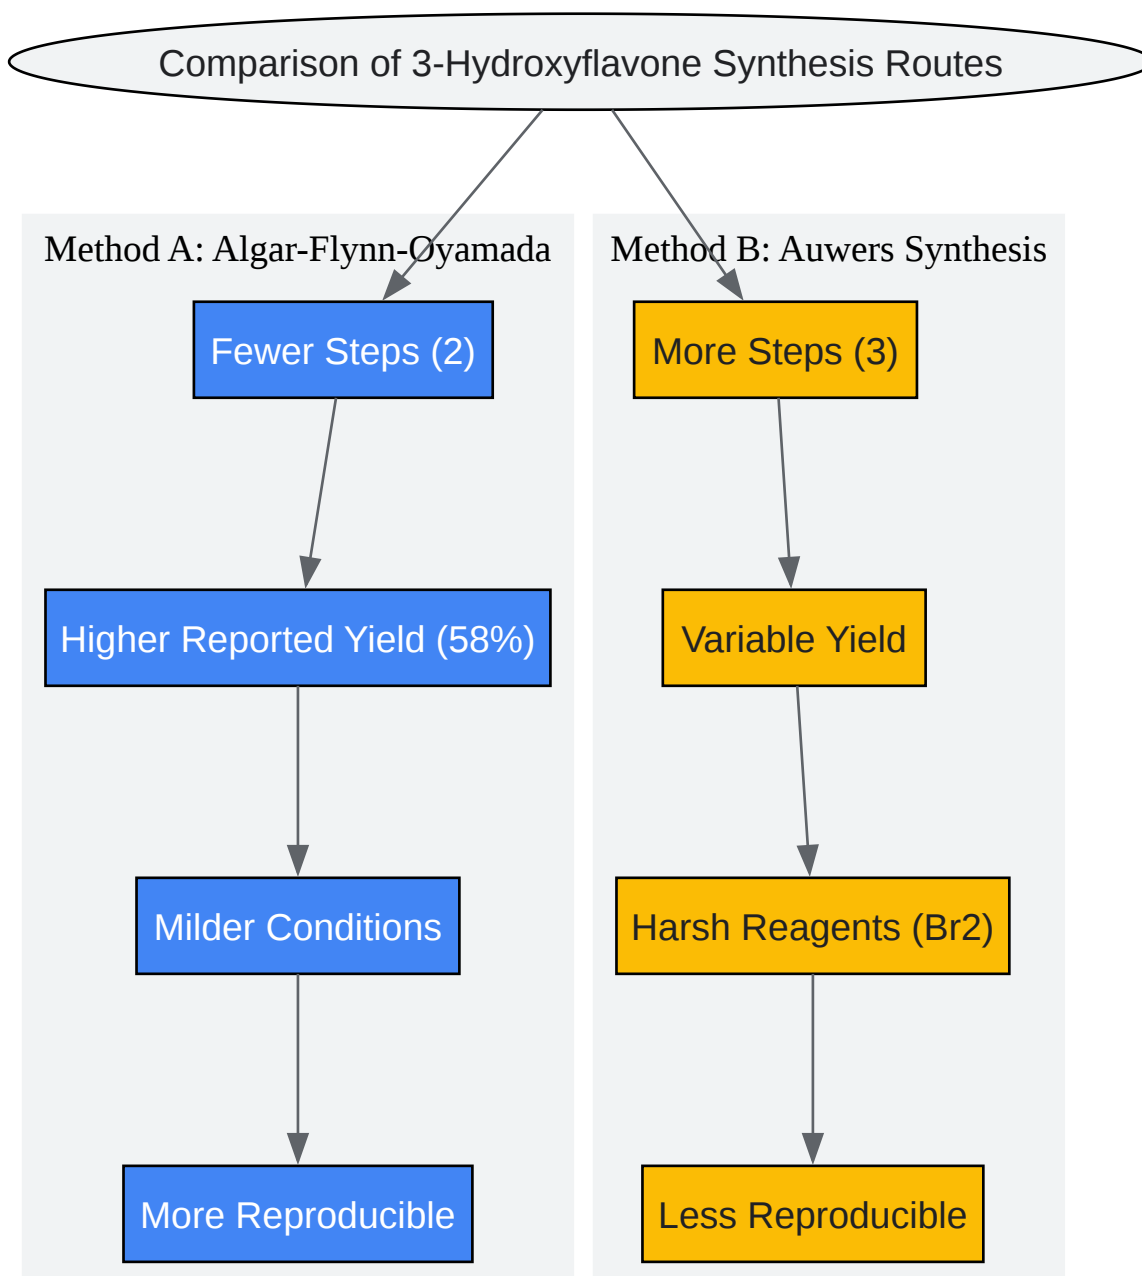 Comparison of 3-Hydroxyflavone Synthesis Routes
Method A: Algar-Flynn-Oyamada
Fewer Steps (2)
Higher Reported Yield (58%)
Milder Conditions
More Reproducible
Method B: Auwers Synthesis
More Steps (3)
Variable Yield
Harsh Reagents (Br2)
Less Reproducible